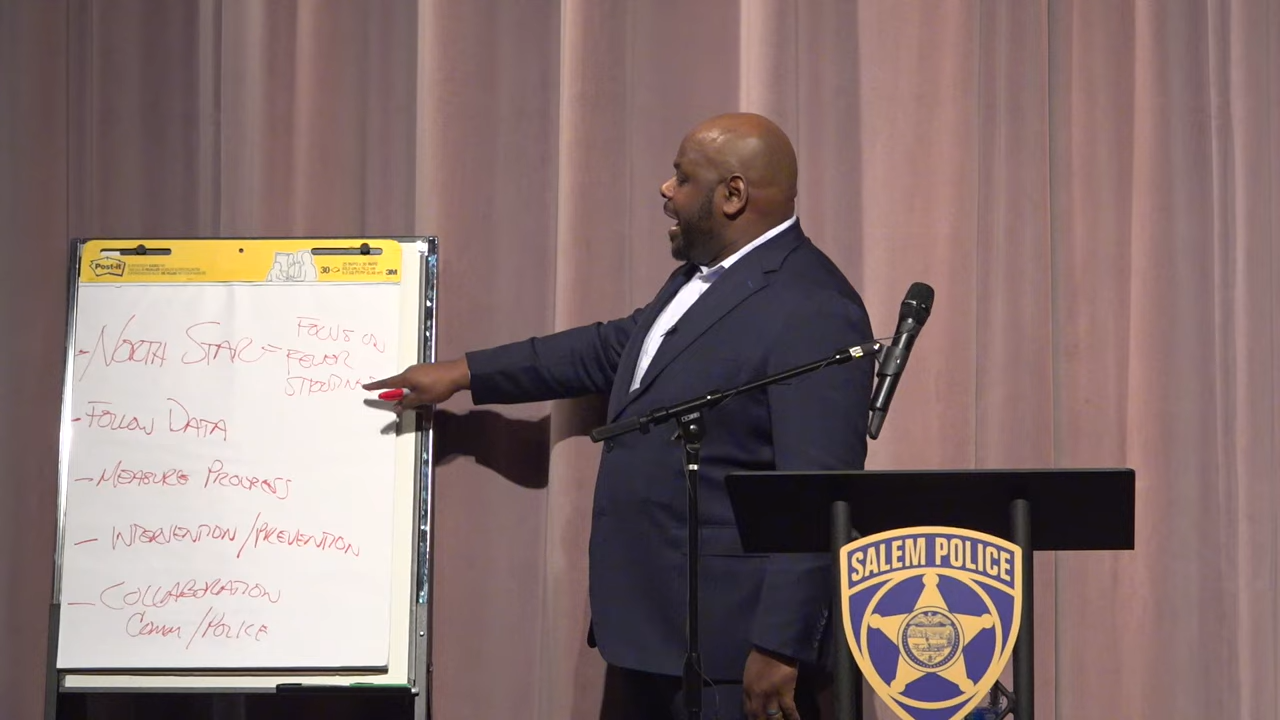 Post-it
30
3M
- NORTH STAR - FOCUS ON
FEWER
- FOLLOW DATA
- MEASURE PROGRESS
- INTERVENTION/PREVENTION
- COLLABORATION
Comm/POLICE
SALEM POLICE